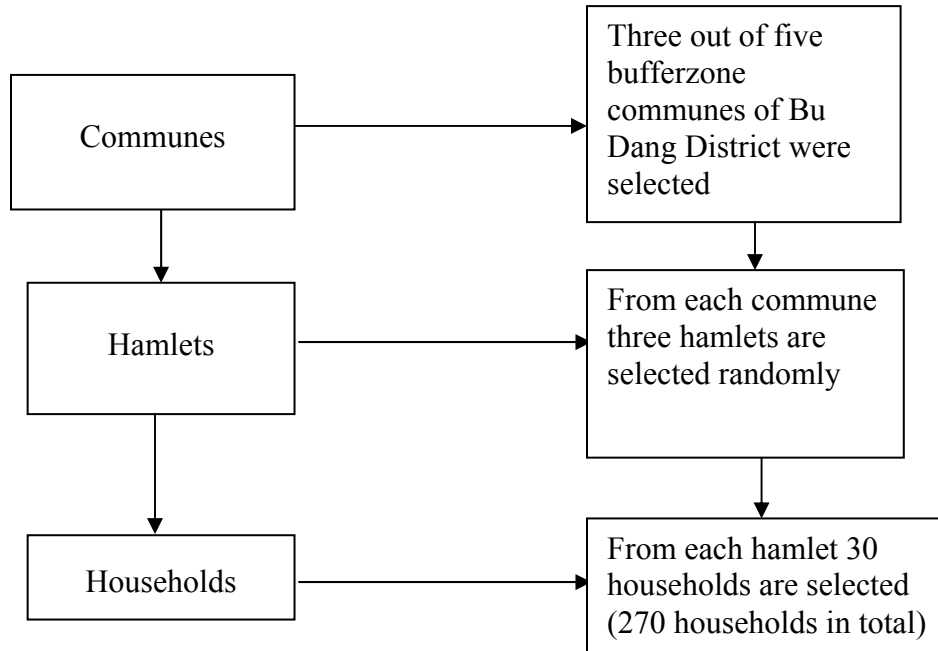 Communes
Three out of five
bufferzone
communes of Bu
Dang District were
selected
Hamlets
From each commune
three hamlets are
selected randomly
Households
From each hamlet 30
households are selected
(270 households in total)